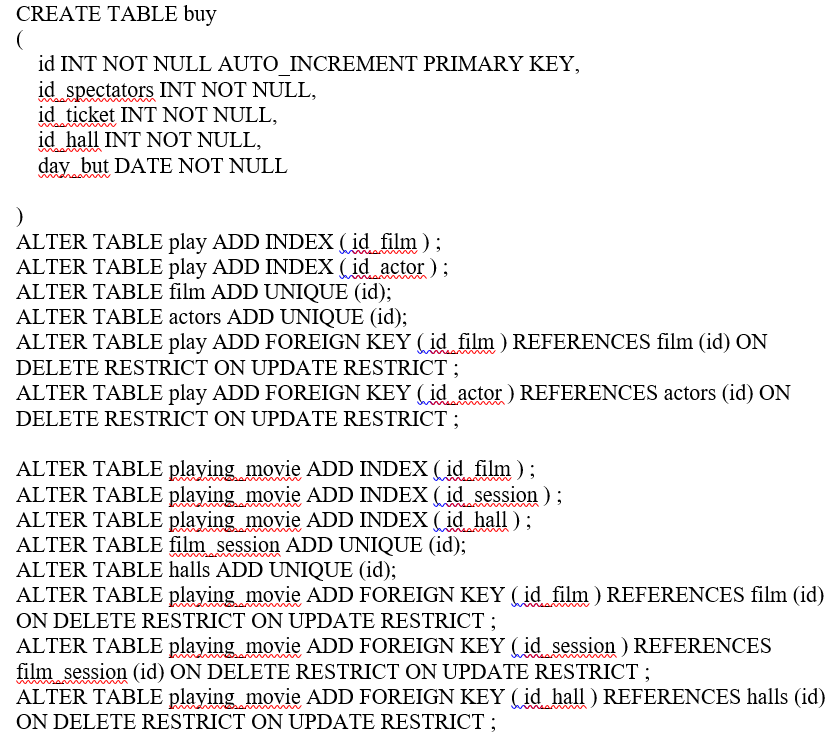 CREATE TABLE buy
(
id INT NOT NULL AUTO_INCREMENT PRIMARY KEY,
id_spectators INT NOT NULL,
id_ticket INT NOT NULL,
id_hall INT NOT NULL,
day_but DATE NOT NULL
)
ALTER TABLE play ADD INDEX ( id_film ) ;
ALTER TABLE play ADD INDEX ( id_actor ) ;
ALTER TABLE film ADD UNIQUE (id);
ALTER TABLE actors ADD UNIQUE (id);
ALTER TABLE play ADD FOREIGN KEY ( id_film ) REFERENCES film (id) ON
DELETE RESTRICT ON UPDATE RESTRICT ;
ALTER TABLE play ADD FOREIGN KEY ( id_actor ) REFERENCES actors (id) ON
DELETE RESTRICT ON UPDATE RESTRICT ;
ALTER TABLE playing_movie ADD INDEX ( id_film ) ;
ALTER TABLE playing_movie ADD INDEX ( id_session ) ;
ALTER TABLE playing_movie ADD INDEX ( id_hall ) ;
ALTER TABLE film_session ADD UNIQUE (id);
ALTER TABLE halls ADD UNIQUE (id);
ALTER TABLE playing_movie ADD FOREIGN KEY ( id_film ) REFERENCES film (id)
ON DELETE RESTRICT ON UPDATE RESTRICT ;
ALTER TABLE playing_movie ADD FOREIGN KEY ( id_session ) REFERENCES
film_session (id) ON DELETE RESTRICT ON UPDATE RESTRICT ;
ALTER TABLE playing_movie ADD FOREIGN KEY ( id_hall ) REFERENCES halls (id)
ON DELETE RESTRICT ON UPDATE RESTRICT ;